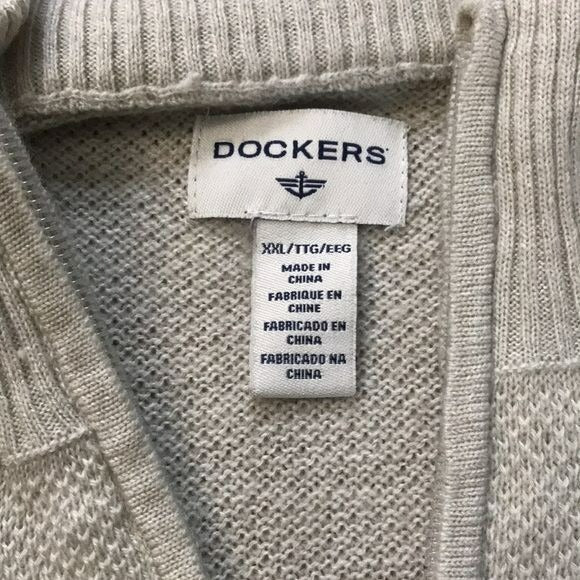 DOCKERS
XXL/TTG/EEG
MADE IN
CHINA
FABRIQUE EN
CHINE
FABRICADO EN
CHINA
FABRICADO NA
CHINA